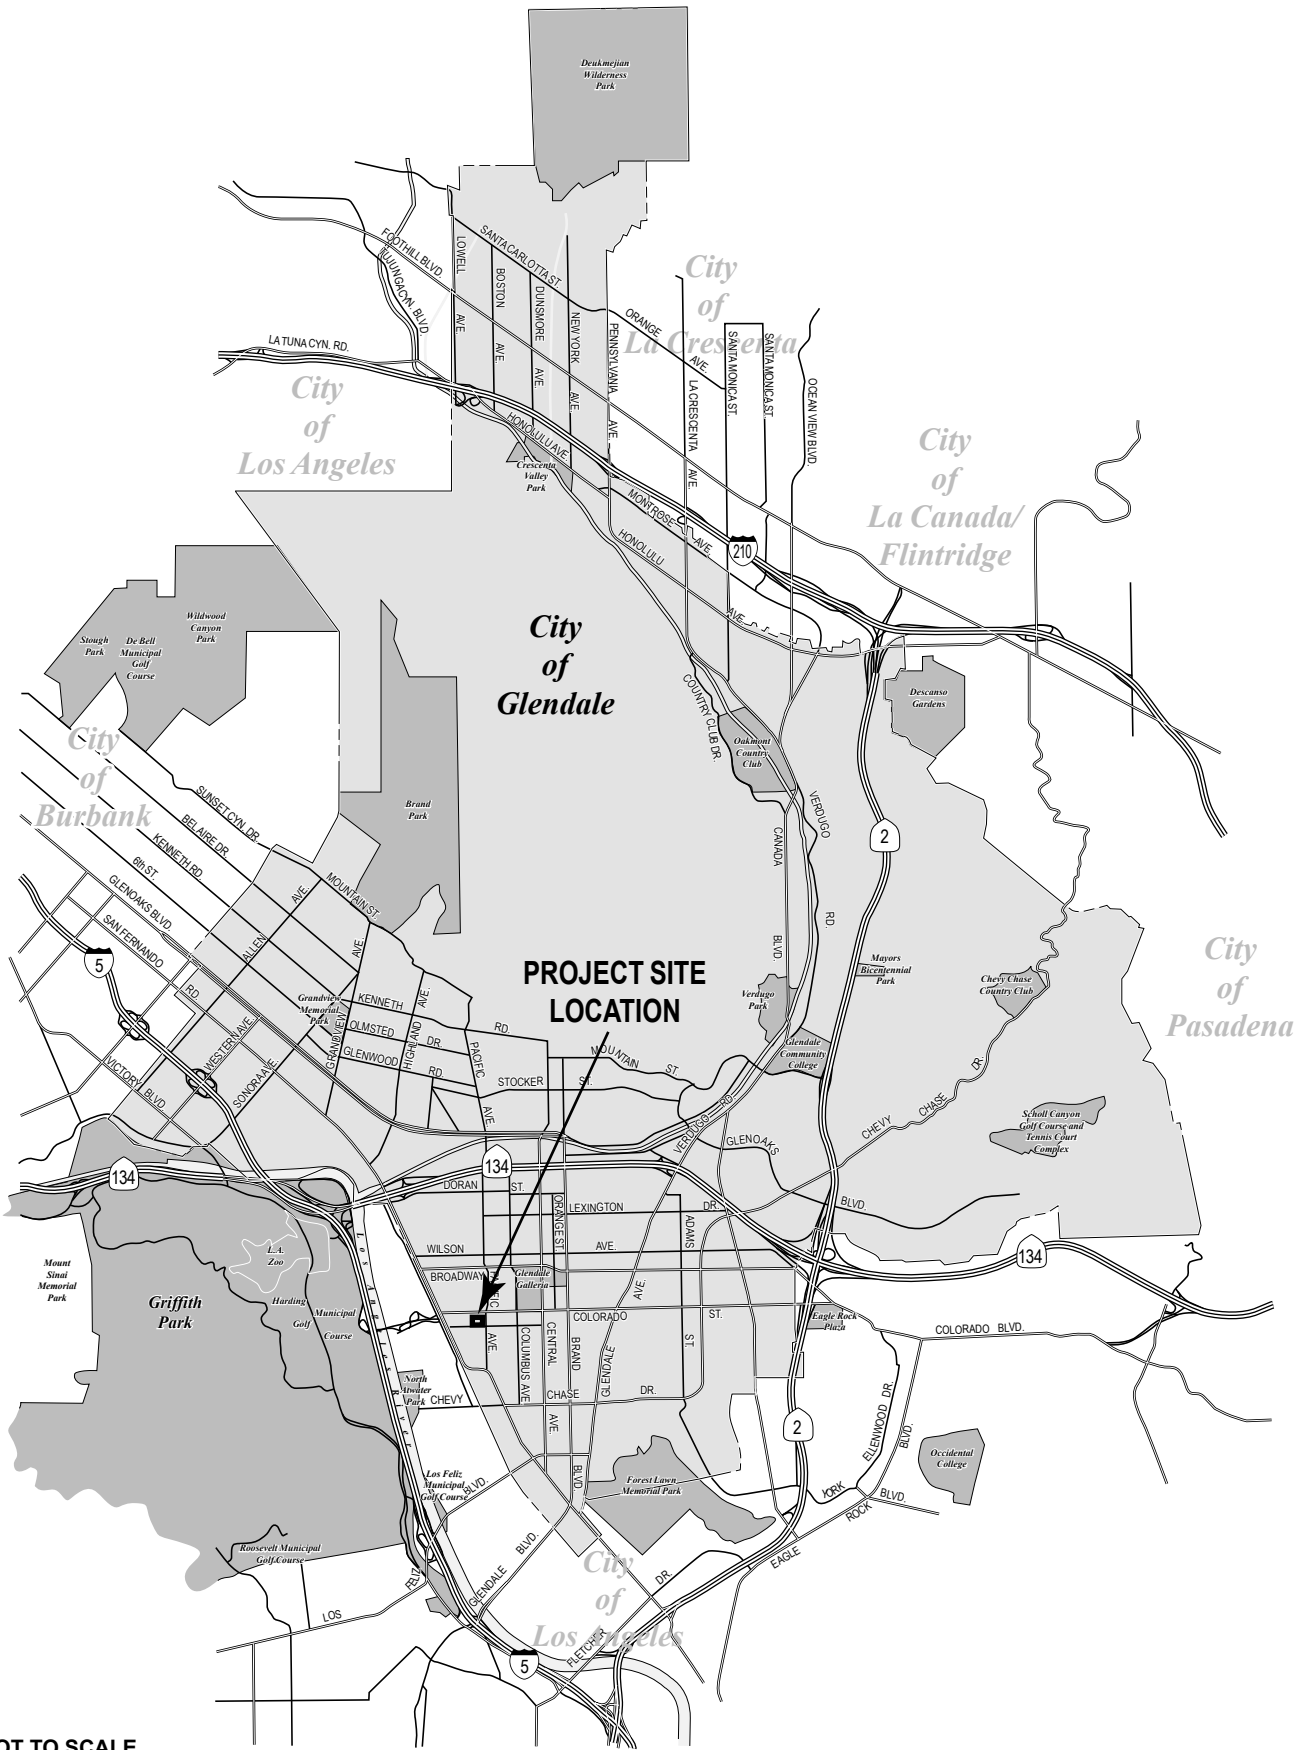 Deukmejian
Wilderness
Park
SANTA CARLOTTA ST.
FOOTHILL BLVD.
TUJUNGA CYN. BLVD.
LOWELL
AVE.
BOSTON
AVE.
DUNSMORE
AVE.
NEW YORK
AVE.
PENNSYLVANIA
AVE.
ORANGE
AVE.
City
of
La Crescenta
SANTA MONICA ST.
SANTA MONICA ST.
LA CRESCENTA
AVE.
OCEAN VIEW BLVD.
LA TUNA CYN. RD.
City
of
Los Angeles
HONOLULU AVE.
Crescenta
Valley
Park
MONTROSE
AVE.
HONOLULU
AVE.
210
City
of
La Canada/
Flintridge
Stough
Park
De Bell
Municipal
Golf
Course
Wildwood
Canyon
Park
City
of
Glendale
Descanso
Gardens
COUNTRY CLUB DR.
Oakmont
Country
Club
City
of
Burbank
Brand
Park
VERDUGO
RD.
CANADA
BLVD.
2
SUNSET CYN. DR.
BELAIRE DR.
KENNETH RD.
6th ST.
GLENOAKS BLVD.
SAN FERNANDO
RD.
MOUNTAIN ST.
ALLEN
AVE.
AVE.
5
PROJECT SITE
LOCATION
Mayors
Bicentennial
Park
Verdugo
Park
Chevy Chase
Country Club
City
of
Pasadena
Grandview
Memorial
Park
KENNETH
RD.
OLMSTED
DR.
GLENWOOD
RD.
GRANDVIEW
HIGHLAND
AVE.
PACIFIC
AVE.
WESTERN AVE.
SONORA AVE.
VICTORY BLVD
STOCKER
ST.
MOUNTAIN
ST
Glendale
Community
College
VERDUGO RD
GLENOAKS
BLVD.
CHEVY
CHASE
DR.
Scholl Canyon
Golf Course and
Tennis Court
Complex
134
134
134
DORAN
ST.
ORANGE ST.
LEXINGTON
DR.
ADAMS
ST.
WILSON
AVE.
BROADWAY
Glendale
Galleria
COLORADO
ST.
AVE.
COLUMBUS AVE.
CENTRAL
AVE.
BRAND
BLVD.
GLENDALE
AVE.
CHEVY
CHASE
DR.
Mount
Sinai
Memorial
Park
L.A.
Zoo
Griffith
Park
Harding
Golf
Municipal
Course
Los Angeles River
North
Atwater
Park
Eagle Rock
Plaza
COLORADO BLVD.
ELLENWOOD DR.
BLVD.
2
Occidental
College
Los Feliz
Municipal
Golf Course
BLVD.
Forest Lawn
Memorial Park
YORK
BLVD.
ROCK
EAGLE
Roosevelt Municipal
Golf Course
LOS
FELIZ
GLENDALE
BLVD.
City
of
Los Angeles
FLETCHER
DR.
5
OT TO SCALE